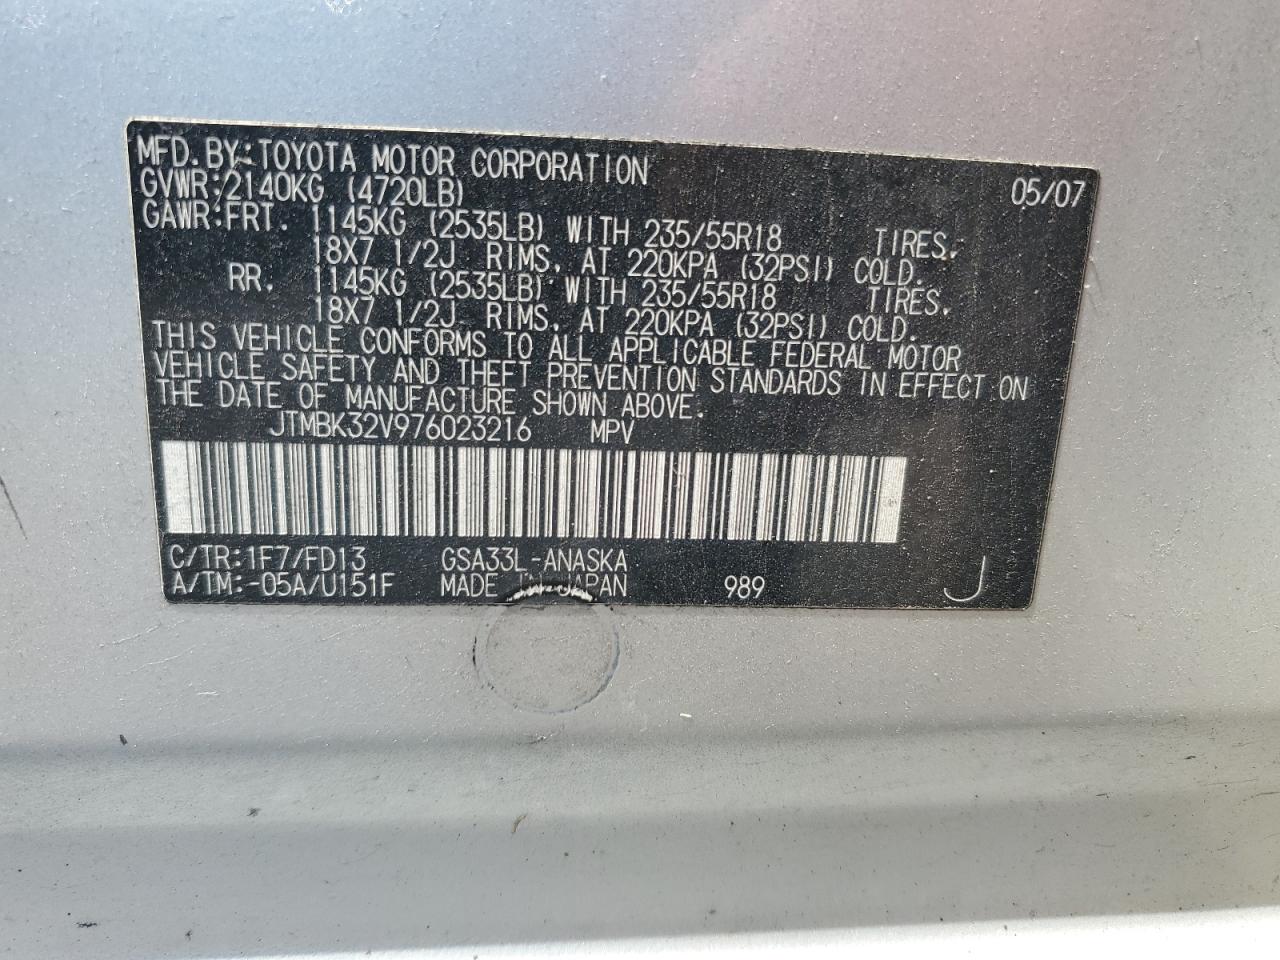 MFD. BY: TOYOTA MOTOR CORPORATION 05/07
GVWR: 2140KG (4720LB)
GAWR: FRT. 1145KG (2535LB) WITH 235/55R18 TIRES,
18X7 1/2J RIMS, AT 220KPA (32PSI) COLD.
RR. 1145KG (2535LB) WITH 235/55R18 TIRES,
18X7 1/2J RIMS, AT 220KPA (32PSI) COLD.
THIS VEHICLE CONFORMS TO ALL APPLICABLE FEDERAL MOTOR
VEHICLE SAFETY AND THEFT PREVENTION STANDARDS IN EFFECT ON
THE DATE OF MANUFACTURE SHOWN ABOVE.
JTMBK32V976023216 MPV
C/TR: 1F7/FD13 GSA33L-ANASKA
A/TM: -05A/U151F MADE IN JAPAN 989 J